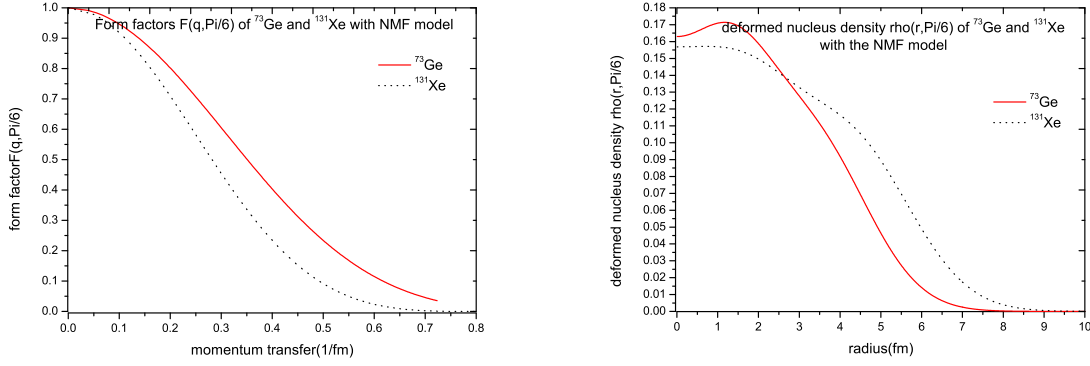 Form factors F(q,Pi/6) of ⁷³Ge and ¹³¹Xe with NMF model
⁷³Ge
¹³¹Xe
form factorF(q,Pi/6)
1.0
0.9
0.8
0.7
0.6
0.5
0.4
0.3
0.2
0.1
0.0
0.0 0.1 0.2 0.3 0.4 0.5 0.6 0.7 0.8
momentum transfer(1/fm)
deformed nucleus density rho(r,Pi/6) of ⁷³Ge and ¹³¹Xe
with the NMF model
⁷³Ge
¹³¹Xe
deformed nucleus density rho(r,Pi/6)
0.18
0.17
0.16
0.15
0.14
0.13
0.12
0.11
0.10
0.09
0.08
0.07
0.06
0.05
0.04
0.03
0.02
0.01
0.00
0 1 2 3 4 5 6 7 8 9 10
radius(fm)